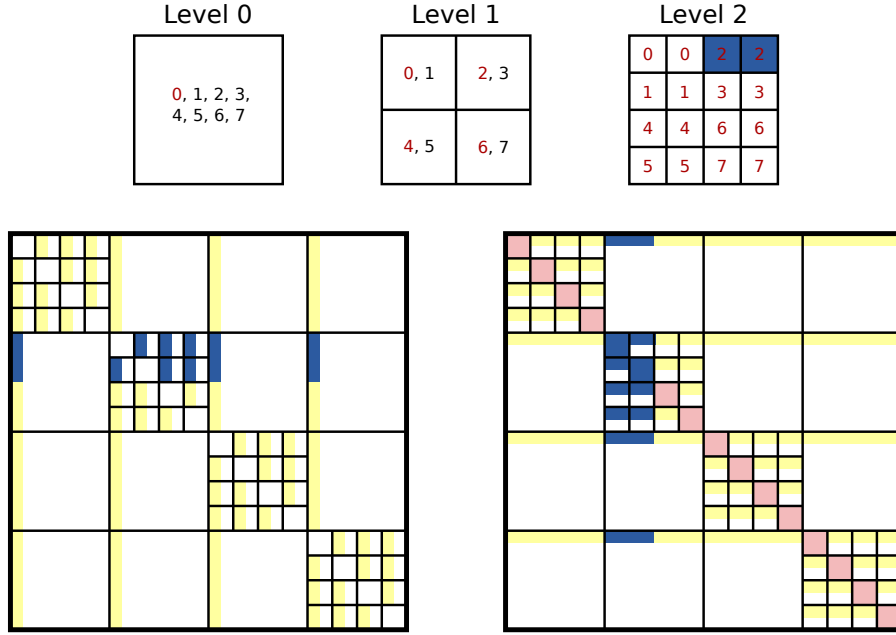 Level 0
Level 1
Level 2
0, 1, 2, 3,
4, 5, 6, 7
0, 1
2, 3
4, 5
6, 7
0 0 2 2
1 1 3 3
4 4 6 6
5 5 7 7